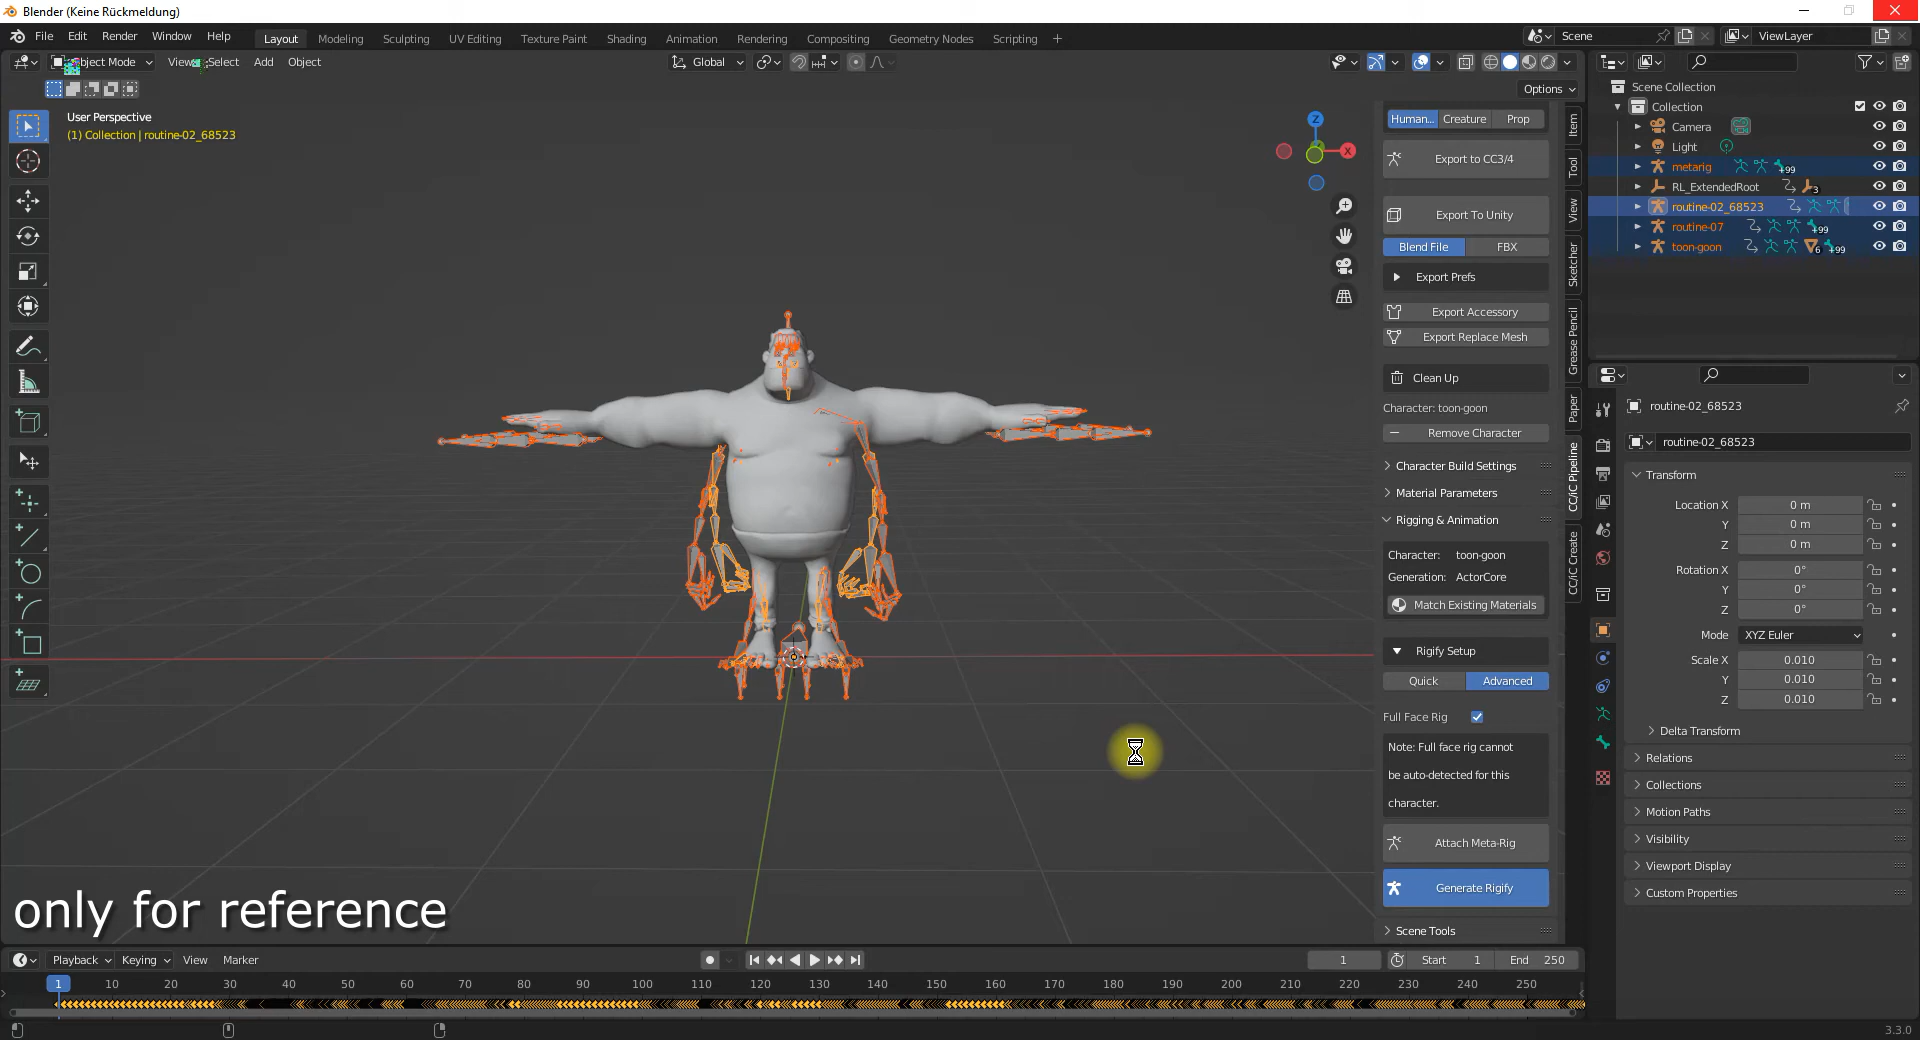 Blender (Keine Rückmeldung)
File Edit Render Window Help
Layout Modeling Sculpting UV Editing Texture Paint Shading Animation Rendering Compositing Geometry Nodes Scripting +
Scene
ViewLayer
Object Mode View Select Add Object
Global
Options
User Perspective
(1) Collection | routine-02_68523
Z
X
Human... Creature Prop
Export to CC3/4
Export To Unity
Blend File FBX
Export Prefs
Export Accessory
Export Replace Mesh
Clean Up
Character: toon-goon
Remove Character
Character Build Settings
Material Parameters
Rigging & Animation
Character: toon-goon
Generation: ActorCore
Match Existing Materials
Rigify Setup
Quick Advanced
Full Face Rig
Note: Full face rig cannot
be auto-detected for this
character.
Attach Meta-Rig
Generate Rigify
Scene Tools
Item
Tool
View
Sketcher
Grease Pencil
Paper
CC/iC Pipeline
CC/iC Create
Scene Collection
Collection
Camera
Light
metarig +99
RL_ExtendedRoot 3
routine-02_68523
routine-07 +99
toon-goon 6 +99
routine-02_68523
routine-02_68523
Transform
Location X 0 m
Y 0 m
Z 0 m
Rotation X 0°
Y 0°
Z 0°
Mode XYZ Euler
Scale X 0.010
Y 0.010
Z 0.010
Delta Transform
Relations
Collections
Motion Paths
Visibility
Viewport Display
Custom Properties
only for reference
Playback Keying View Marker
1 Start 1 End 250
1 10 20 30 40 50 60 70 80 90 100 110 120 130 140 150 160 170 180 190 200 210 220 230 240 250
3.3.0